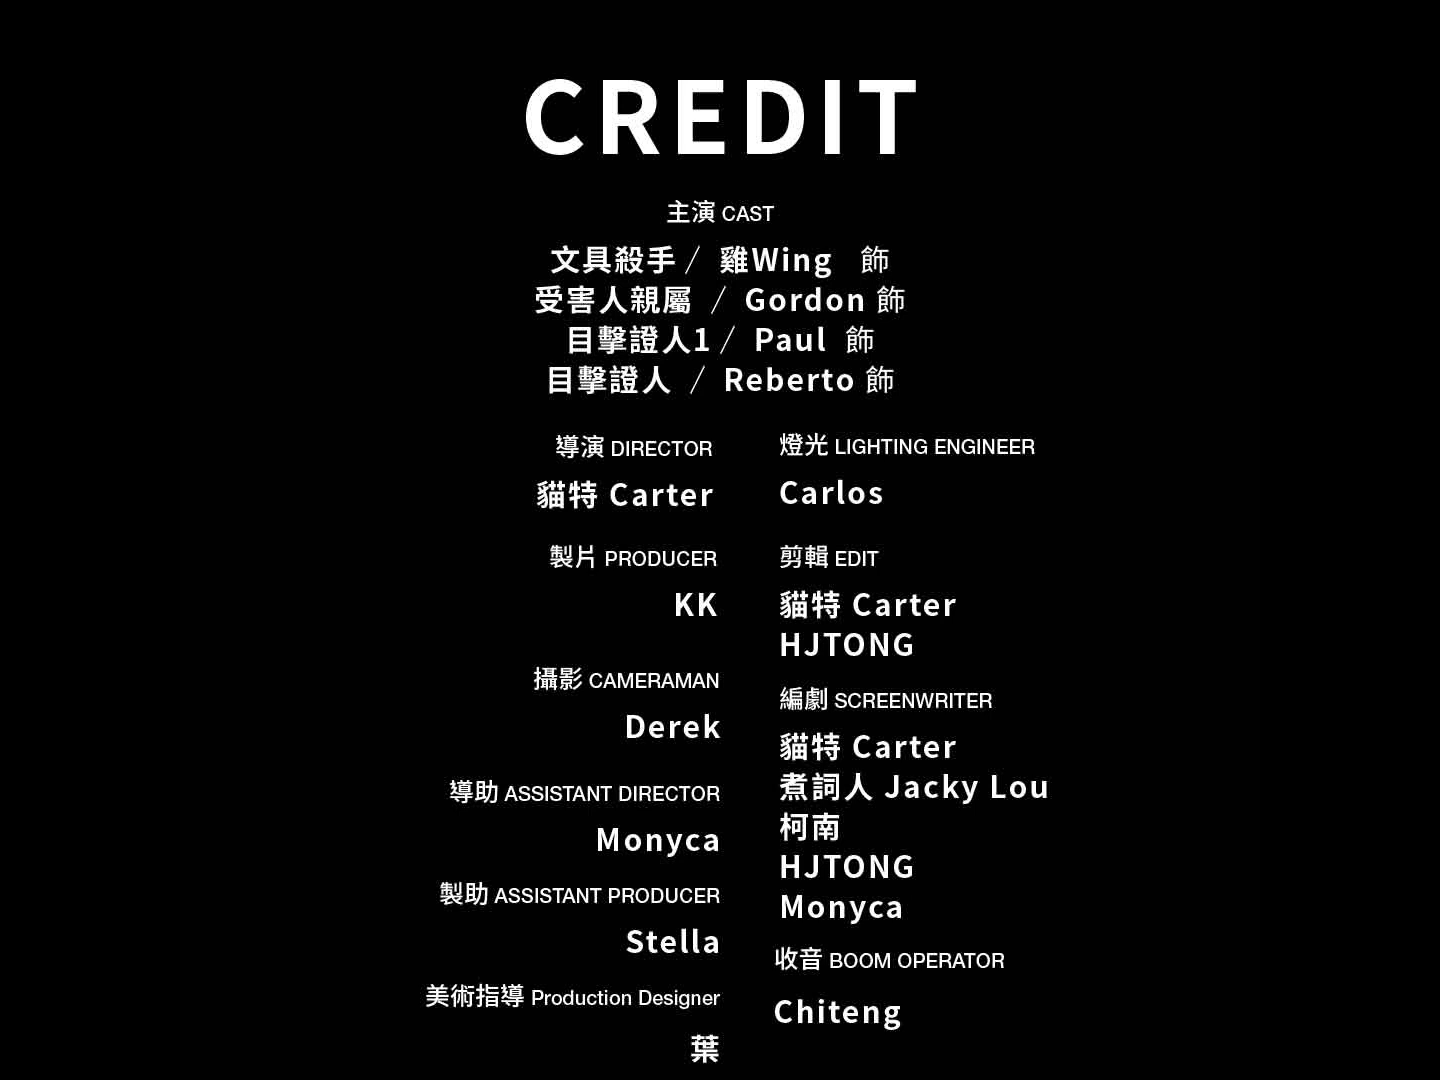 CREDIT
主演 CAST
文具殺手 / 雞Wing 飾
受害人親屬 / Gordon 飾
目擊證人1 / Paul 飾
目擊證人 / Reberto 飾
導演 DIRECTOR
貓特 Carter
製片 PRODUCER
KK
攝影 CAMERAMAN
Derek
導助 ASSISTANT DIRECTOR
Monyca
製助 ASSISTANT PRODUCER
Stella
美術指導 Production Designer
葉
燈光 LIGHTING ENGINEER
Carlos
剪輯 EDIT
貓特 Carter
HJTONG
編劇 SCREENWRITER
貓特 Carter
煮詞人 Jacky Lou
柯南
HJTONG
Monyca
收音 BOOM OPERATOR
Chiteng